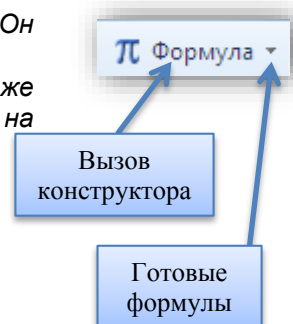 Он
π Формула
же
на
Вызов
конструктора
Готовые
формулы